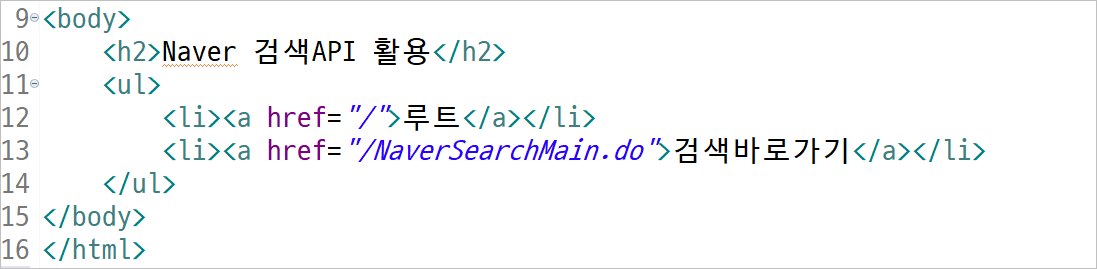 9 <body>
10 <h2>Naver 검색API 활용</h2>
11 <ul>
12 <li><a href="/">루트</a></li>
13 <li><a href="/NaverSearchMain.do">검색바로가기</a></li>
14 </ul>
15 </body>
16 </html>